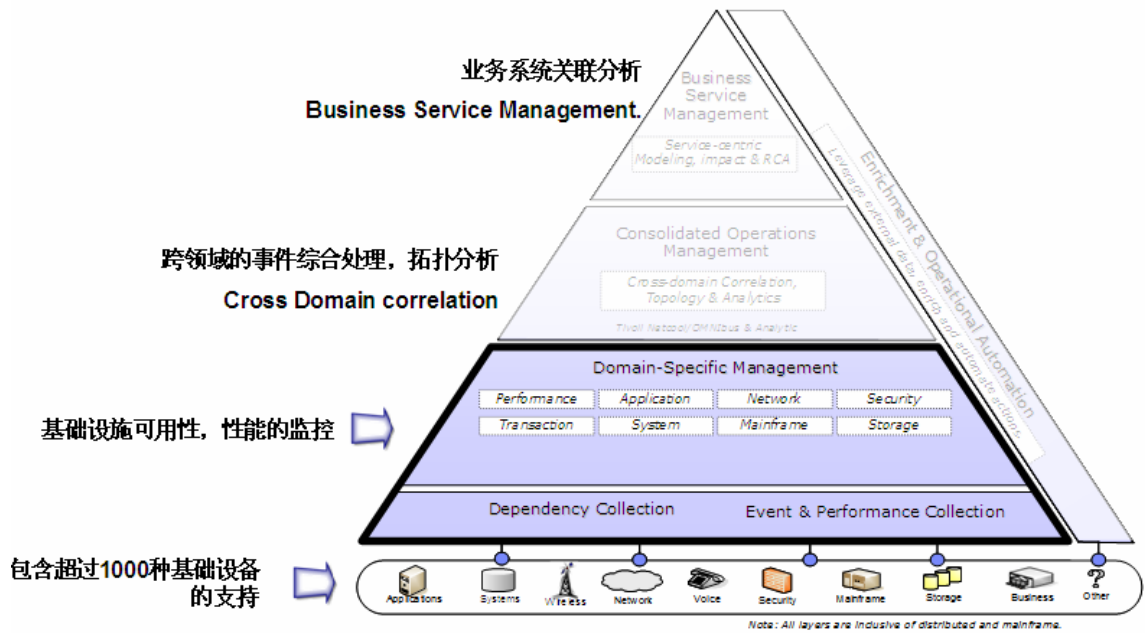 业务系统关联分析
Business Service Management.
Business
Service
Management
Service-centric
Modeling, impact & RCA
Enrichment & Operational Automation
Leverage external data, enrich and automate actions
跨领域的事件综合处理，拓扑分析
Cross Domain correlation
Consolidated Operations
Management
Cross-domain Correlation,
Topology & Analytics
Tivoli Netcool/OMNIbus & Analytic
基础设施可用性，性能的监控
Domain-Specific Management
Performance Application Network Security
Transaction System Mainframe Storage
Dependency Collection Event & Performance Collection
包含超过1000种基础设备
的支持
Applications Systems Wireless Network Voice Security Mainframe Storage Business Other
Note: All layers are inclusive of distributed and mainframe.